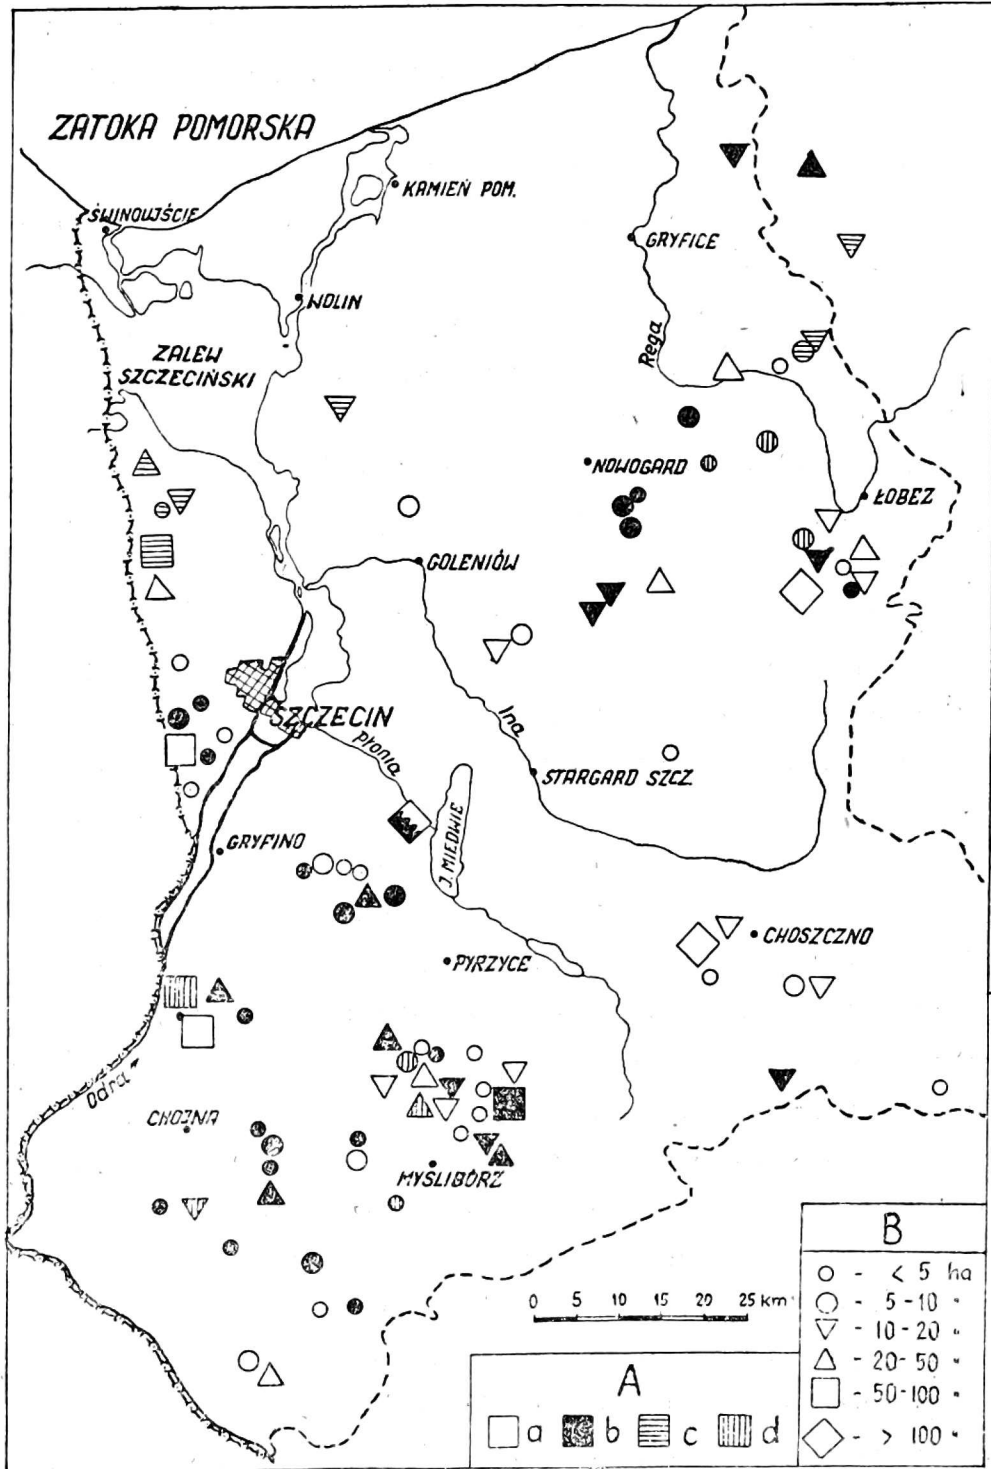 ZATOKA POMORSKA
KAMIEŃ POM.
ŚWINOUJŚCIE
GRYFICE
WOLIN
Rega
ZALEW
SZCZECIŃSKI
NOWOGARD
ŁOBEZ
GOLENIÓW
SZCZECIN
Płonia
Ina
STARGARD SZCZ.
J. MIEDWIE
GRYFINO
CHOSZCZNO
PYRZYCE
Odra
CHOJNA
MYŚLIBÓRZ
0 5 10 15 20 25 km
A
a b c d
B
- < 5 ha
- 5-10 "
- 10-20 "
- 20-50 "
- 50-100 "
- > 100 "